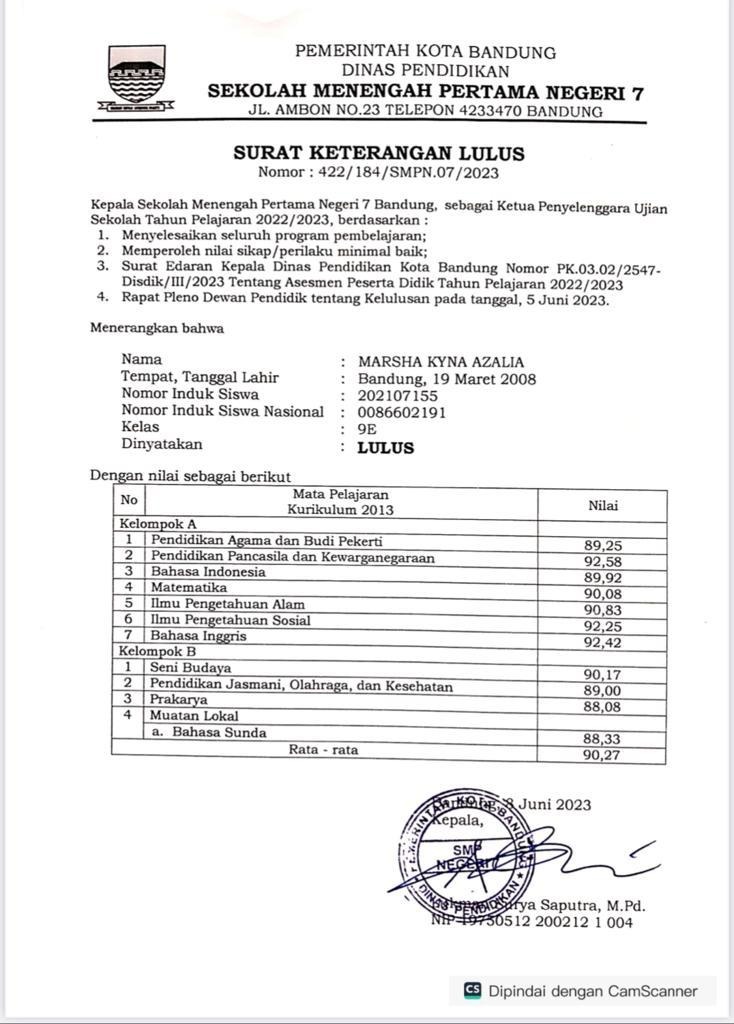 PEMERINTAH KOTA BANDUNG
DINAS PENDIDIKAN
SEKOLAH MENENGAH PERTAMA NEGERI 7
JL. AMBON NO.23 TELEPON 4233470 BANDUNG
SURAT KETERANGAN LULUS
Nomor : 422/184/SMPN.07/2023
Kepala Sekolah Menengah Pertama Negeri 7 Bandung, sebagai Ketua Penyelenggara Ujian
Sekolah Tahun Pelajaran 2022/2023, berdasarkan :
1. Menyelesaikan seluruh program pembelajaran;
2. Memperoleh nilai sikap/perilaku minimal baik;
3. Surat Edaran Kepala Dinas Pendidikan Kota Bandung Nomor PK.03.02/2547-
Disdik/III/2023 Tentang Asesmen Peserta Didik Tahun Pelajaran 2022/2023
4. Rapat Pleno Dewan Pendidik tentang Kelulusan pada tanggal, 5 Juni 2023.
Menerangkan bahwa
Nama : MARSHA KYNA AZALIA
Tempat, Tanggal Lahir : Bandung, 19 Maret 2008
Nomor Induk Siswa : 202107155
Nomor Induk Siswa Nasional : 0086602191
Kelas : 9E
Dinyatakan : LULUS
Dengan nilai sebagai berikut
No Mata Pelajaran Kurikulum 2013 Nilai
Kelompok A
1 Pendidikan Agama dan Budi Pekerti 89,25
2 Pendidikan Pancasila dan Kewarganegaraan 92,58
3 Bahasa Indonesia 89,92
4 Matematika 90,08
5 Ilmu Pengetahuan Alam 90,83
6 Ilmu Pengetahuan Sosial 92,25
7 Bahasa Inggris 92,42
Kelompok B
1 Seni Budaya 90,17
2 Pendidikan Jasmani, Olahraga, dan Kesehatan 89,00
3 Prakarya 88,08
4 Muatan Lokal
a. Bahasa Sunda 88,33
Rata - rata 90,27
Juni 2023
Kepala,
PEMERINTAH KOTA BANDUNG
SMP
NEGERI
DINAS PENDIDIKAN
Saputra, M.Pd.
NIP 19750512 200212 1 004
CS Dipindai dengan CamScanner